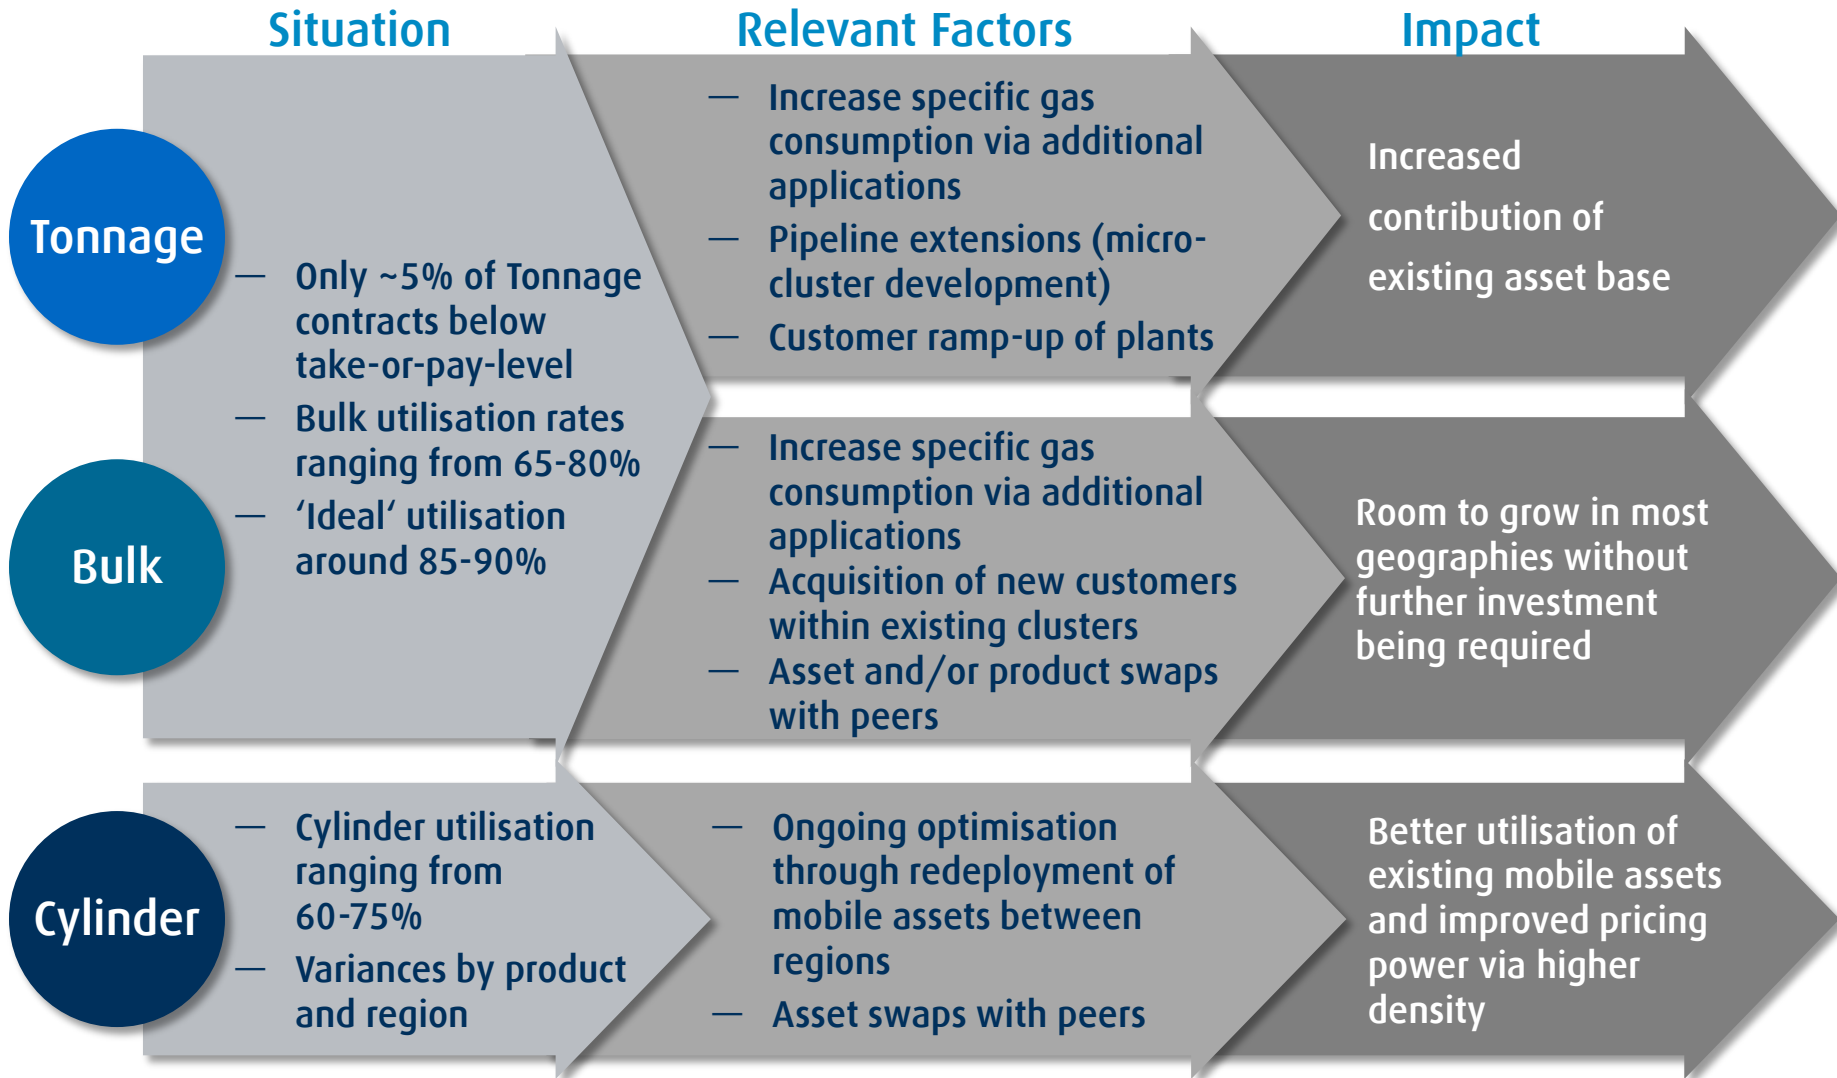 Situation
Relevant Factors
Impact
Tonnage
Bulk
— Only ~5% of Tonnage
contracts below
take-or-pay-level
— Bulk utilisation rates
ranging from 65-80%
— ‘Ideal‘ utilisation
around 85-90%
— Increase specific gas
consumption via additional
applications
— Pipeline extensions (micro-
cluster development)
— Customer ramp-up of plants
Increased
contribution of
existing asset base
— Increase specific gas
consumption via additional
applications
— Acquisition of new customers
within existing clusters
— Asset and/or product swaps
with peers
Room to grow in most
geographies without
further investment
being required
Cylinder
— Cylinder utilisation
ranging from
60-75%
— Variances by product
and region
— Ongoing optimisation
through redeployment of
mobile assets between
regions
— Asset swaps with peers
Better utilisation of
existing mobile assets
and improved pricing
power via higher
density